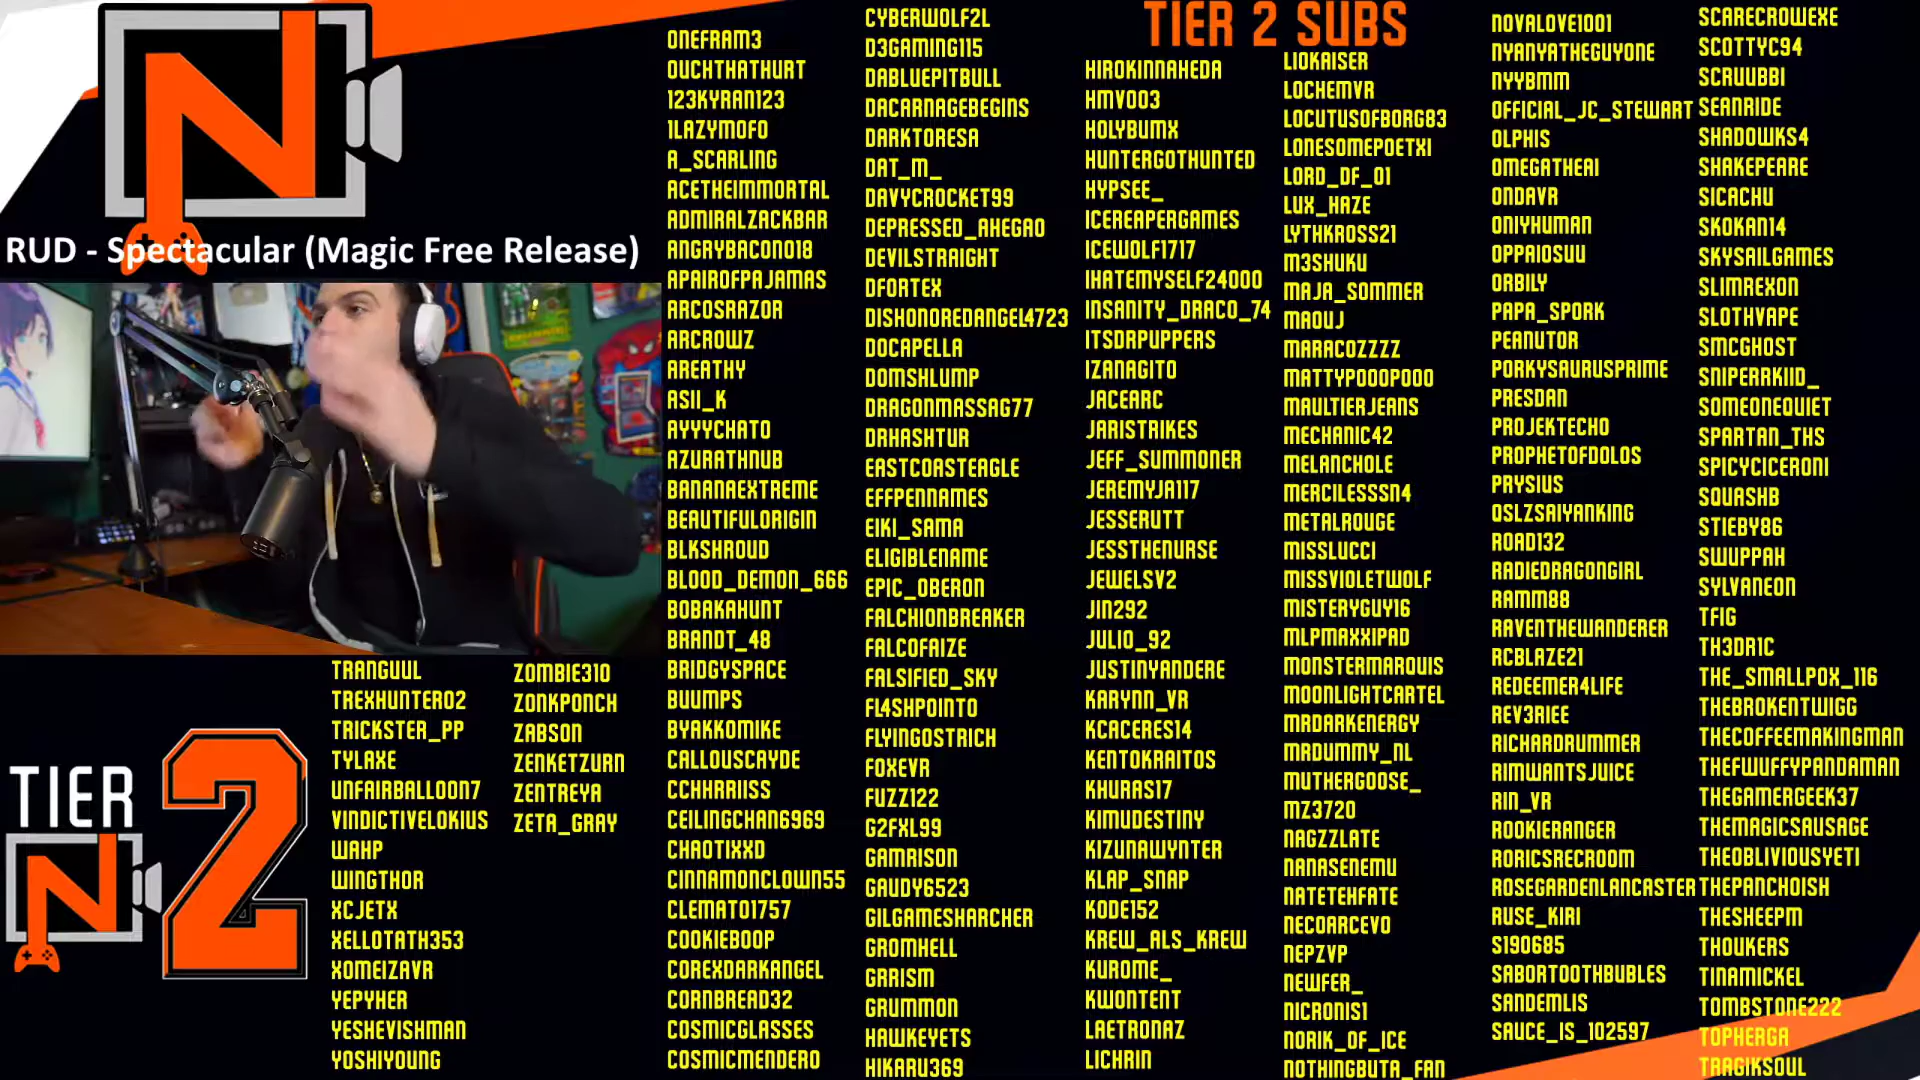 TIER 2 SUBS
RUD - Spectacular (Magic Free Release)
TIER
2
N
N
TRANGUUL
TREXHUNTER02
TRICKSTER_PP
TYLAXE
UNFAIRBALLOON7
VINDICTIVELOKIUS
WAHP
WINGTHOR
XCJETX
XELLOTATH353
XOMEIZAVR
YEPYHER
YESHEVISHMAN
YOSHIYOUNG
ZOMBIE310
ZONKPONCH
ZABSON
ZENKETZURN
ZENTREYA
ZETA_GRAY
ONEFRAM3
OUCHTHATHURT
123KYRAN123
1LAZYMOFO
A_SCARLING
ACETHEIMMORTAL
ADMIRALZACKBAR
ANGRYBACON018
APAIROFPAJAMAS
ARCOSRAZOR
ARCROWZ
AREATHY
ASII_K
AYYYCHATO
AZURATHNUB
BANANAEXTREME
BEAUTIFULORIGIN
BLKSHROUD
BLOOD_DEMON_666
BOBAKAHUNT
BRANDT_48
BRIDGYSPACE
BUUMPS
BYAKKOMIKE
CALLOUSCAYDE
CCHHRRIISS
CEILINGCHAN6969
CHAOTIXXD
CINNAMONCLOWN55
CLEMATO1757
COOKIEBOOP
COREXDARKANGEL
CORNBREAD32
COSMICGLASSES
COSMICMENDERO
CYBERWOLF2L
D3GAMING115
DABLUEPITBULL
DACARNAGEBEGINS
DARKTORESA
DAT_M_
DAVYCROCKET99
DEPRESSED_AHEGAO
DEVILSTRAIGHT
DFORTEX
DISHONOREDANGEL4723
DOCAPELLA
DOMSHLUMP
DRAGONMASSAG77
DRHASHTUR
EASTCOASTEAGLE
EFFPENNAMES
EIKI_SAMA
ELIGIBLENAME
EPIC_OBERON
FALCHIONBREAKER
FALCOFAIZE
FALSIFIED_SKY
FL4SHPOINTO
FLYINGOSTRICH
FOXEVR
FUZZ122
G2FXL99
GAMRISON
GAUDY6523
GILGAMESHARCHER
GROMHELL
GARISM
GRUMMON
HAWKEYETS
HIKARU369
HIROKINNAHEDA
HMV003
HOLYBUMX
HUNTERGOTHUNTED
HYPSEE_
ICEREAPERGAMES
ICEWOLF1717
IHATEMYSELF24000
INSANITY_DRACO_74
ITSDRPUPPERS
IZANAGITO
JACEARC
JARISTRIKES
JEFF_SUMMONER
JEREMYJA117
JESSERUTT
JESSTHENURSE
JEWELSV2
JIN292
JULIO_92
JUSTINYANDERE
KARYNN_VR
KCACERES14
KENTOKRAITOS
KHURAS17
KIMUDESTINY
KIZUNAWYNTER
KLAP_SNAP
KODE152
KREW_ALS_KREW
KUROME_
KWONTENT
LAETRONAZ
LICHRIN
LIOKAISER
LOCHEMVR
LOCUTUSOFBORG83
LONESOMEPOETXI
LORD_DF_01
LUX_HAZE
LYTHKROSS21
M3SHUKU
MAJA_SOMMER
MAOUJ
MARACOZZZZ
MATTYPOOOPOOO
MAULTIERJEANS
MECHANIC42
MELANCHOLE
MERCILESSSN4
METALROUGE
MISSLUCCI
MISSVIOLETWOLF
MISTERYGUY16
MLPMAXXIPAD
MONSTERMARQUIS
MOONLIGHTCARTEL
MRDARKENERGY
MRDUMMY_NL
MUTHERGOOSE_
MZ3720
NAGZZLATE
NANASENEMU
NATETEHFATE
NECOARCEVO
NEPZVP
NEWFER_
NICRONIS1
NORIK_OF_ICE
NOTHINGBUTA_FAN
NOVALOVE1001
NYANYATHEGUYONE
NYYBMM
OFFICIAL_JC_STEWART
OLPHIS
OMEGATHEAI
ONDAVR
ONIYHUMAN
OPPAIOSUU
ORBILY
PAPA_SPORK
PEANUTOR
PORKYSAURUSPRIME
PRESDAN
PROJEKTECHO
PROPHETOFDOLOS
PRYSIUS
QSLZSAIYANKING
ROAD132
RADIEDRAGONGIRL
RAMM88
RAVENTHEWANDERER
RCBLAZE21
REDEEMER4LIFE
REV3RIEE
RICHARDRUMMER
RIMWANTSJUICE
RIN_VR
ROOKIERANGER
RORICSRECROOM
ROSEGARDENLANCASTER
RUSE_KIRI
S190685
SABORTOOTHBUBLES
SANDEMLIS
SAUCE_IS_102597
SCARECROWEXE
SCOTTYC94
SCRUUBBI
SEANRIDE
SHADOWKS4
SHAKEPEARE
SICACHU
SKOKAN14
SKYSAILGAMES
SLIMREXON
SLOTHVAPE
SMCGHOST
SNIPERRKIID_
SOMEONEQUIET
SPARTAN_THS
SPICYCICERONI
SQUASHB
STIEBY86
SWUPPAH
SYLVANEON
TFIG
TH3DR1C
THE_SMALLPOX_116
THEBROKENTWIGG
THECOFFEEMAKINGMAN
THEFWUFFYPANDAMAN
THEGAMERGEEK37
THEMAGICSAUSAGE
THEOBLIVIOUSYETI
THEPANCHOISH
THESHEEPM
THOUKERS
TINAMICKEL
TOMBSTONE222
TOPHERGA
TRAGIKSOUL